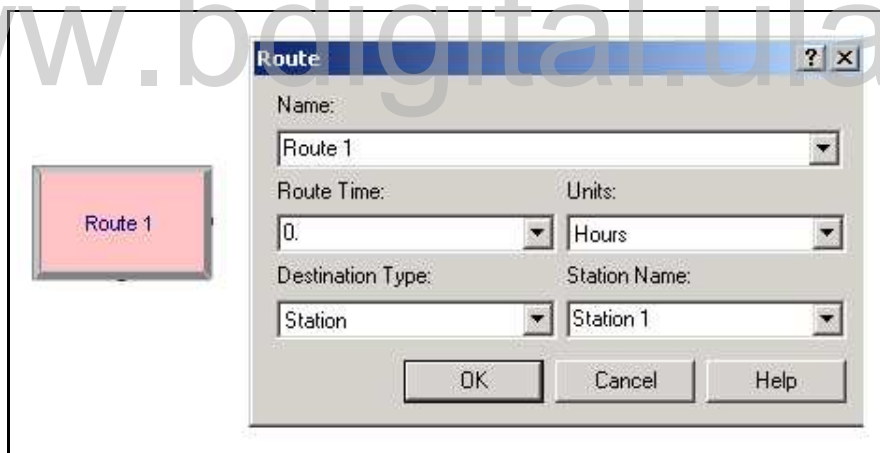 w.bdigital.ula
Route
Name:
Route 1
Route 1
Route Time:
Units:
0.
Hours
Destination Type:
Station Name:
Station
Station 1
OK
Cancel
Help